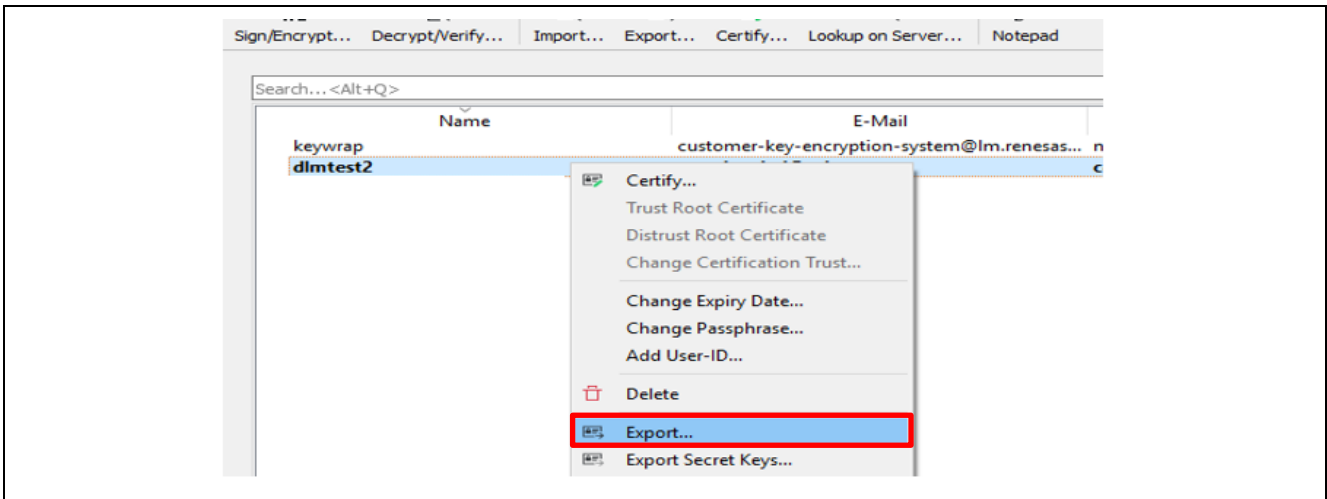 Sign/Encrypt... Decrypt/Verify... Import... Export... Certify... Lookup on Server... Notepad
Search...<Alt+Q>
Name E-Mail
keywrap customer-key-encryption-system@lm.renesas... n
dlmtest2 c
Certify...
Trust Root Certificate
Distrust Root Certificate
Change Certification Trust...
Change Expiry Date...
Change Passphrase...
Add User-ID...
Delete
Export...
Export Secret Keys...